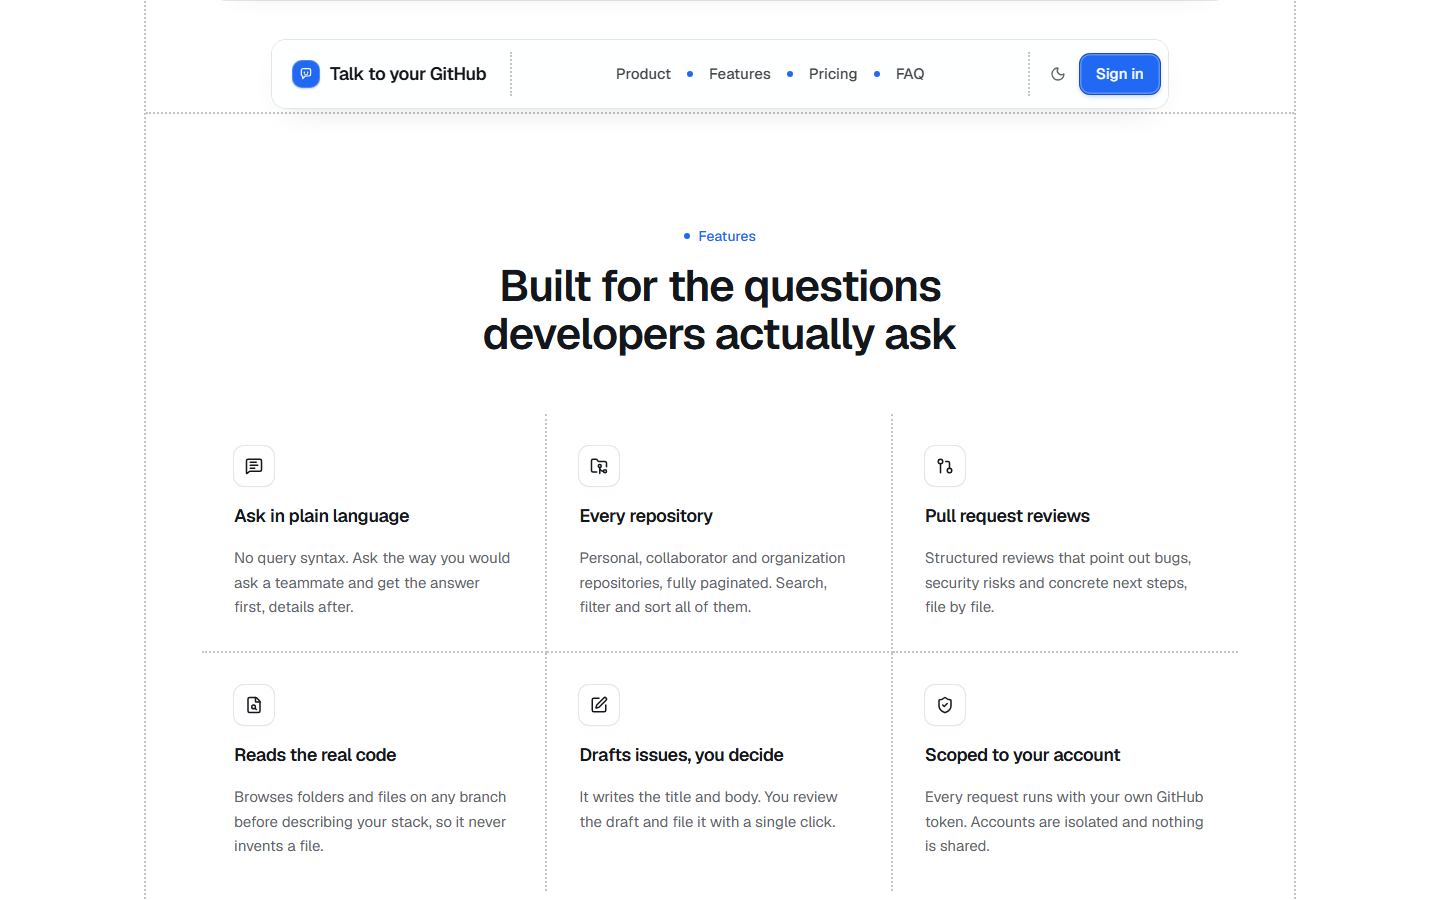 Talk to your GitHub
Product
Features
Pricing
FAQ
Sign in
Features
Built for the questions
developers actually ask
Ask in plain language
No query syntax. Ask the way you would
ask a teammate and get the answer
first, details after.
Every repository
Personal, collaborator and organization
repositories, fully paginated. Search,
filter and sort all of them.
Pull request reviews
Structured reviews that point out bugs,
security risks and concrete next steps,
file by file.
Reads the real code
Browses folders and files on any branch
before describing your stack, so it never
invents a file.
Drafts issues, you decide
It writes the title and body. You review
the draft and file it with a single click.
Scoped to your account
Every request runs with your own GitHub
token. Accounts are isolated and nothing
is shared.